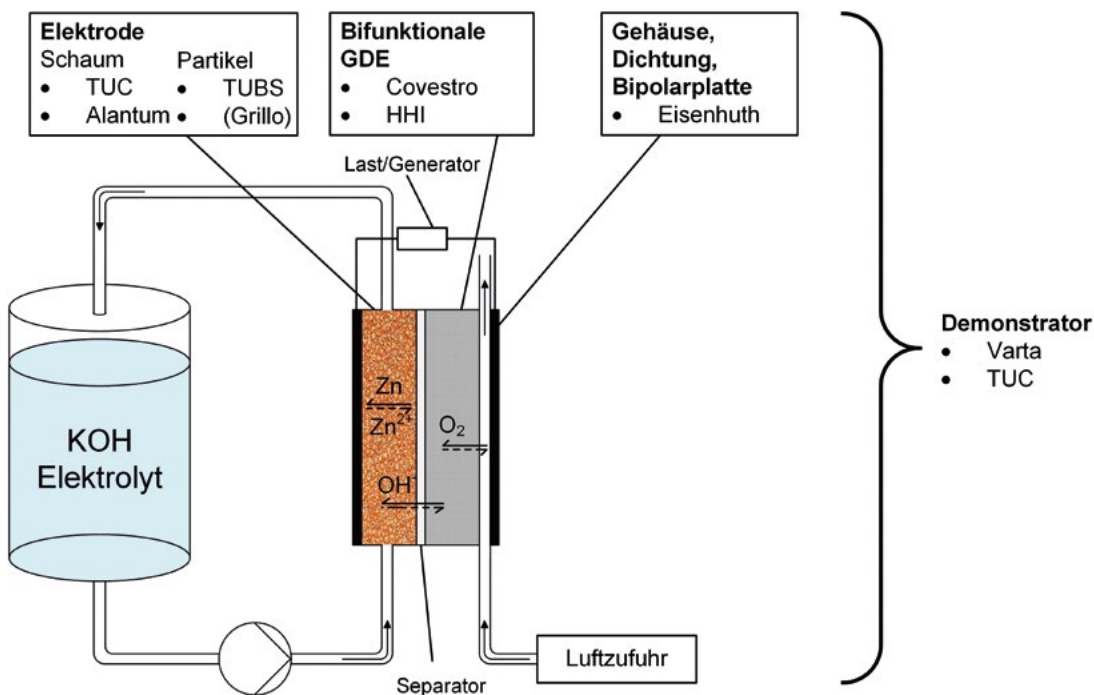 Elektrode
Schaum Partikel
• TUC • TUBS
• Alantum • (Grillo)
Bifunktionale
GDE
• Covestro
• HHI
Gehäuse,
Dichtung,
Bipolarplatte
• Eisenhuth
Last/Generator
KOH
Elektrolyt
Zn
Zn²⁺
O₂
OH⁻
Separator
Luftzufuhr
Demonstrator
• Varta
• TUC